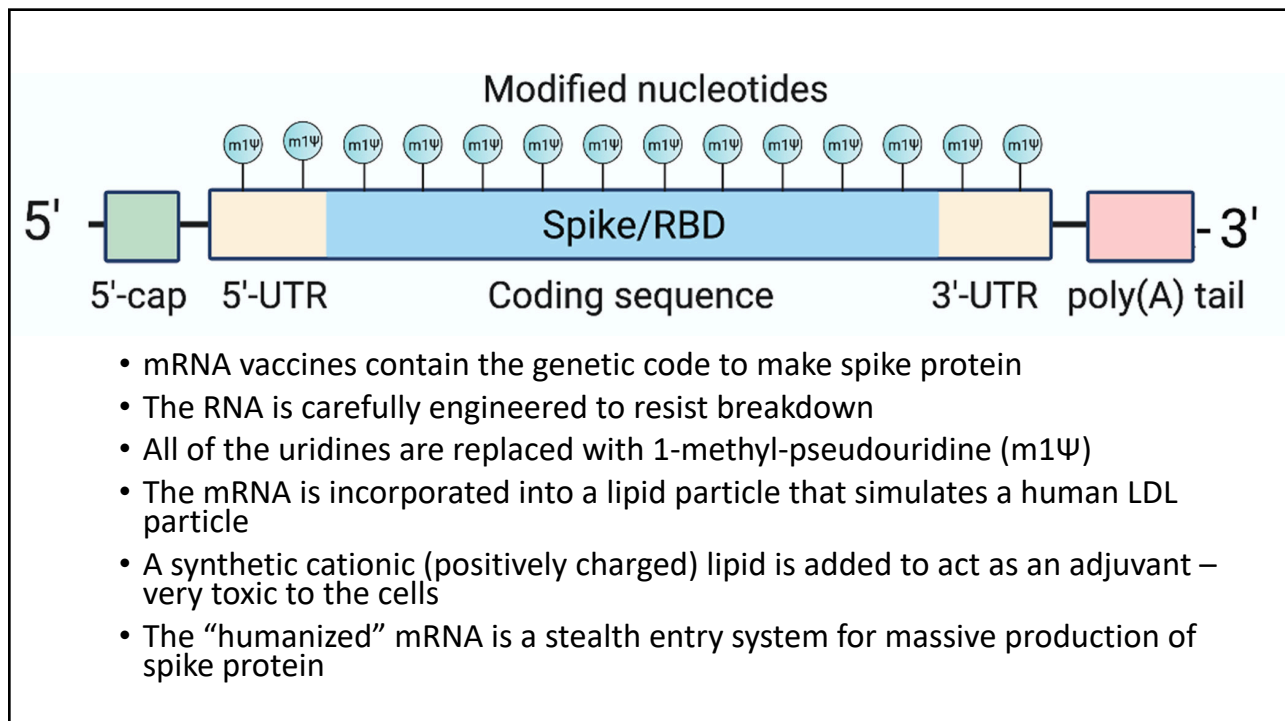 Modified nucleotides
m1Ψ m1Ψ m1Ψ m1Ψ m1Ψ m1Ψ m1Ψ m1Ψ m1Ψ m1Ψ m1Ψ m1Ψ m1Ψ m1Ψ
5' Spike/RBD 3'
5'-cap 5'-UTR Coding sequence 3'-UTR poly(A) tail
• mRNA vaccines contain the genetic code to make spike protein
• The RNA is carefully engineered to resist breakdown
• All of the uridines are replaced with 1-methyl-pseudouridine (m1Ψ)
• The mRNA is incorporated into a lipid particle that simulates a human LDL
particle
• A synthetic cationic (positively charged) lipid is added to act as an adjuvant –
very toxic to the cells
• The “humanized” mRNA is a stealth entry system for massive production of
spike protein